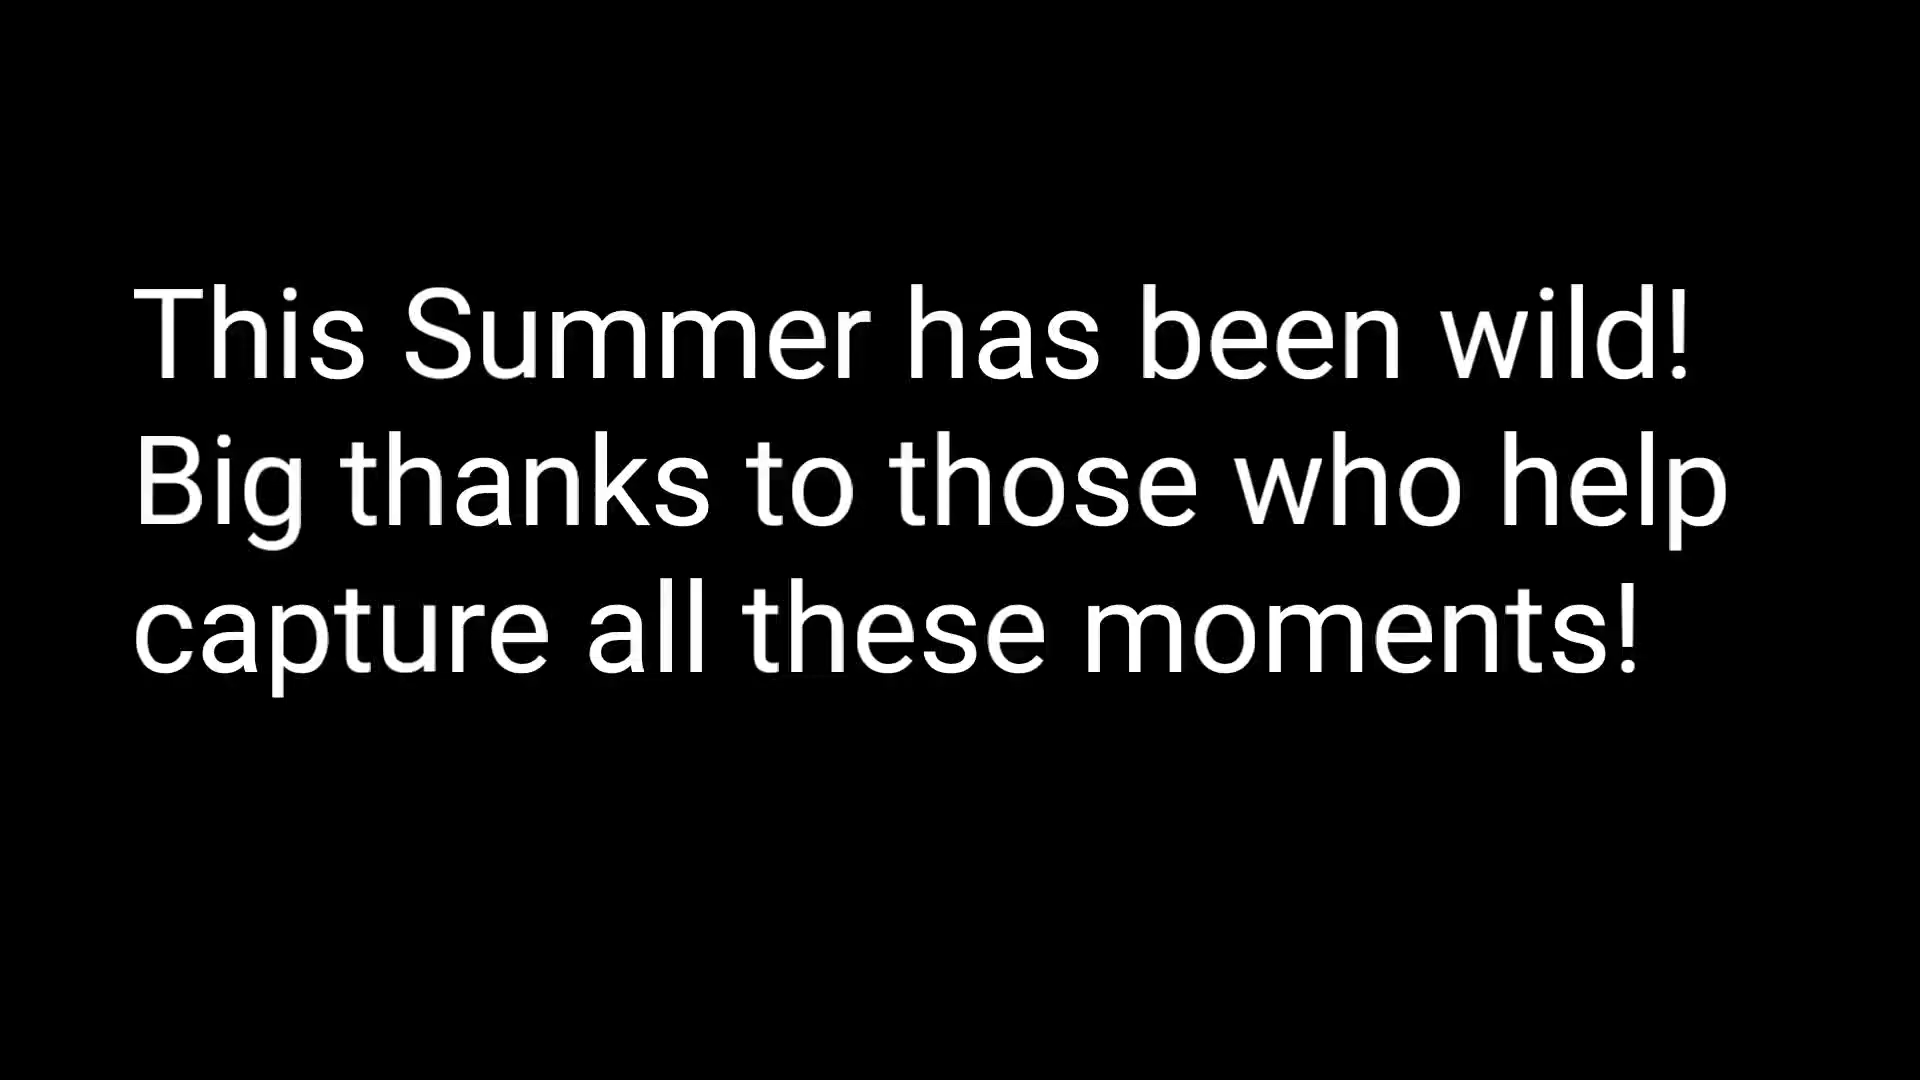 This Summer has been wild!
Big thanks to those who help
capture all these moments!